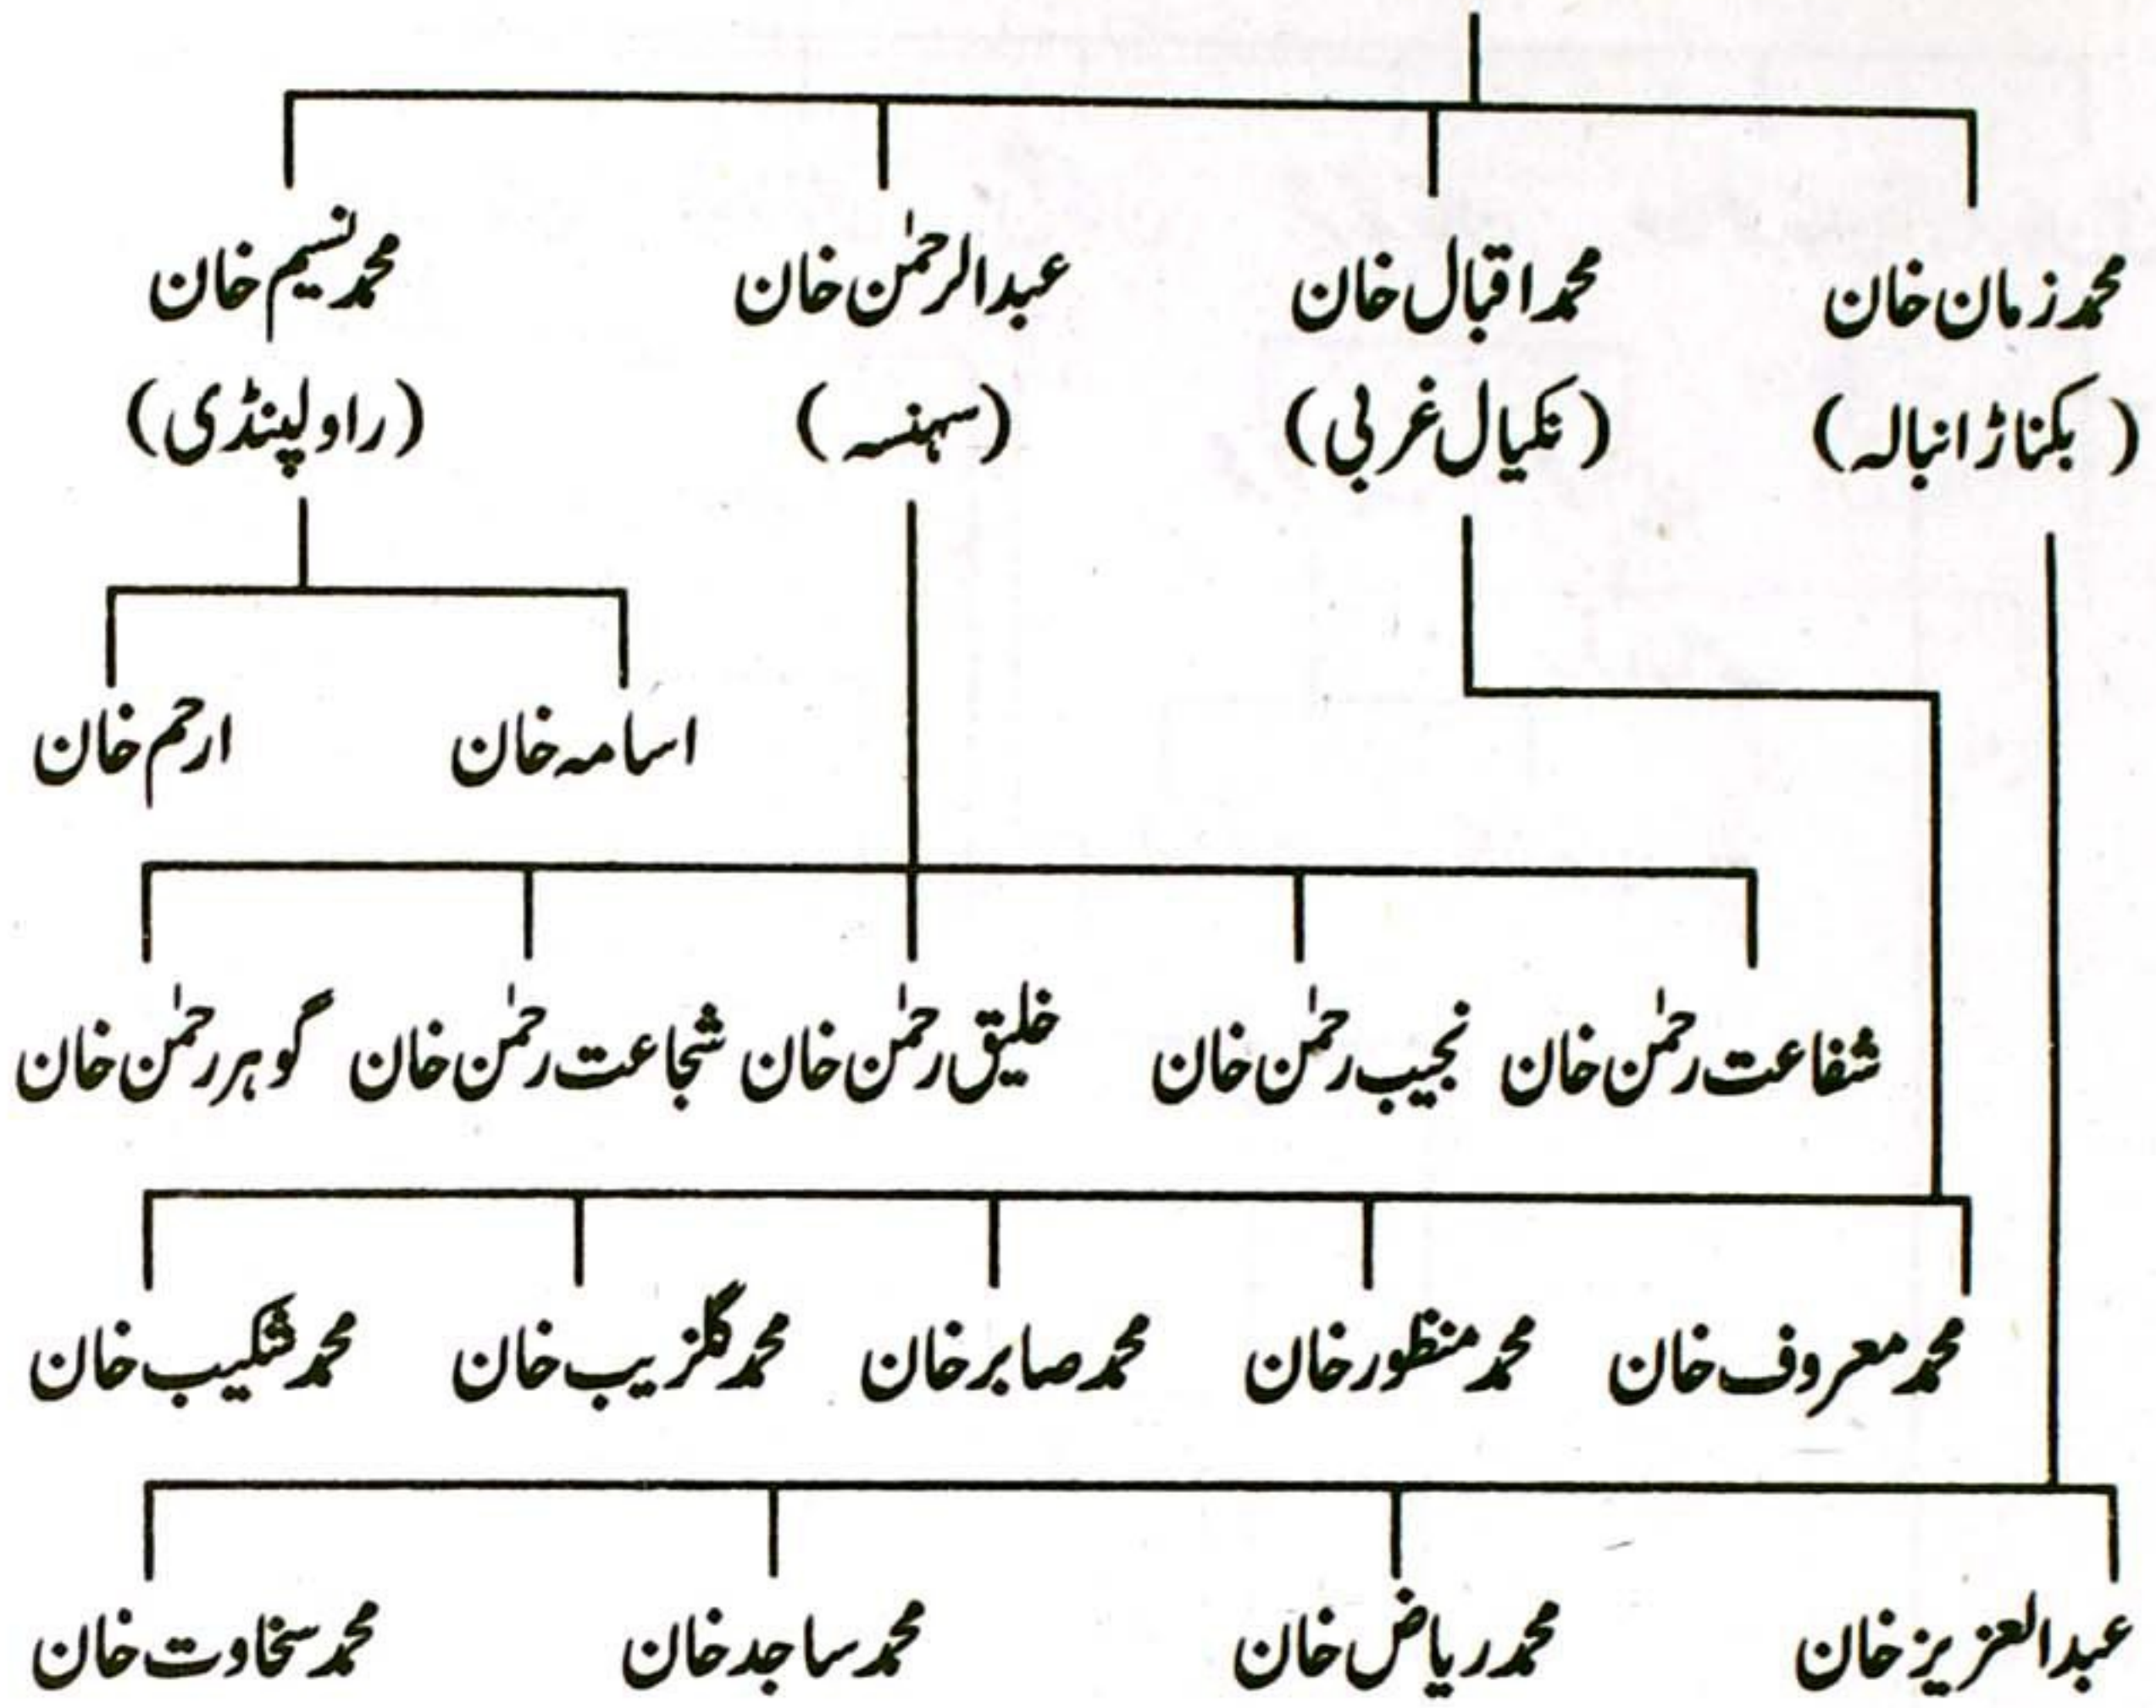 محمد زمان خان محمد اقبال خان عبدالرحمٰن خان محمد نسیم خان
(بکناڑ انبالہ) (نکیال غربی) (سہنسہ) (راولپنڈی)
اسامہ خان ارحم خان
شفاعت رحمٰن خان نجیب رحمٰن خان خلیق رحمٰن خان شجاعت رحمٰن خان گوہر رحمٰن خان
محمد معروف خان محمد منظور خان محمد صابر خان محمد گلزیب خان محمد شکیب خان
عبدالعزیز خان محمد ریاض خان محمد ساجد خان محمد سخاوت خان